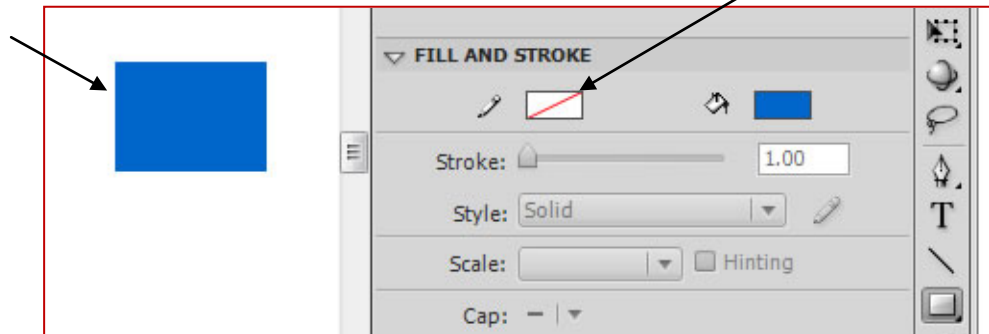 FILL AND STROKE
Stroke: 1.00
Style: Solid
Scale: Hinting
Cap:
T